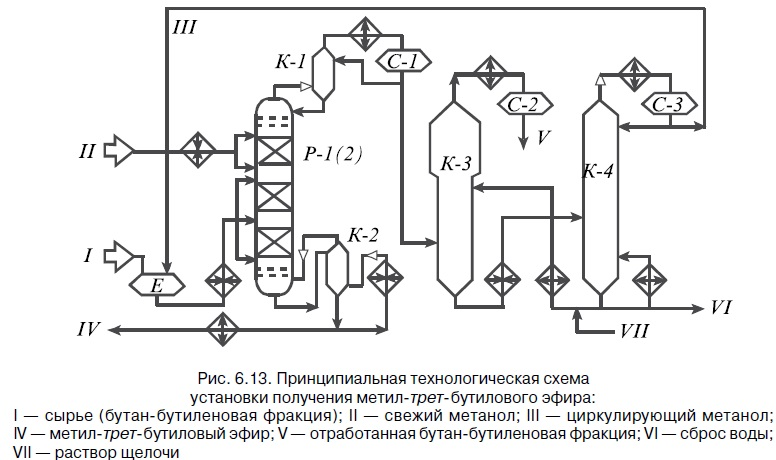 III
К-1
С-1
С-2
С-3
II
Р-1(2)
V
К-3
К-4
I
Е
К-2
IV
VI
VII
Рис. 6.13. Принципиальная технологическая схема
установки получения метил-трет-бутилового эфира:
I — сырье (бутан-бутиленовая фракция); II — свежий метанол; III — циркулирующий метанол;
IV — метил-трет-бутиловый эфир; V — отработанная бутан-бутиленовая фракция; VI — сброс воды;
VII — раствор щелочи